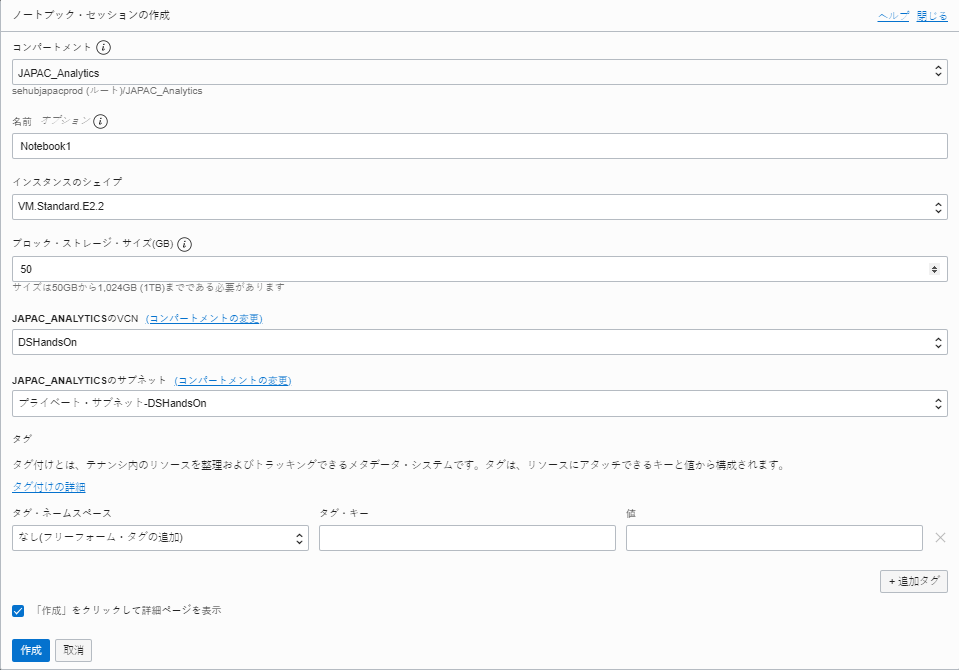 ノートブック・セッションの作成 ヘルプ 閉じる
コンパートメント i
JAPAC_Analytics
sehubjapacprod (ルート)/JAPAC_Analytics
名前 オプション i
Notebook1
インスタンスのシェイプ
VM.Standard.E2.2
ブロック・ストレージ・サイズ(GB) i
50
サイズは50GBから1,024GB (1TB)までである必要があります
JAPAC_ANALYTICSのVCN (コンパートメントの変更)
DSHandsOn
JAPAC_ANALYTICSのサブネット (コンパートメントの変更)
プライベート・サブネット-DSHandsOn
タグ
タグ付けとは、テナンシ内のリソースを整理およびトラッキングできるメタデータ・システムです。タグは、リソースにアタッチできるキーと値から構成されます。
タグ付けの詳細
タグ・ネームスペース タグ・キー 値
なし(フリーフォーム・タグの追加)
+ 追加タグ
「作成」をクリックして詳細ページを表示
作成 取消